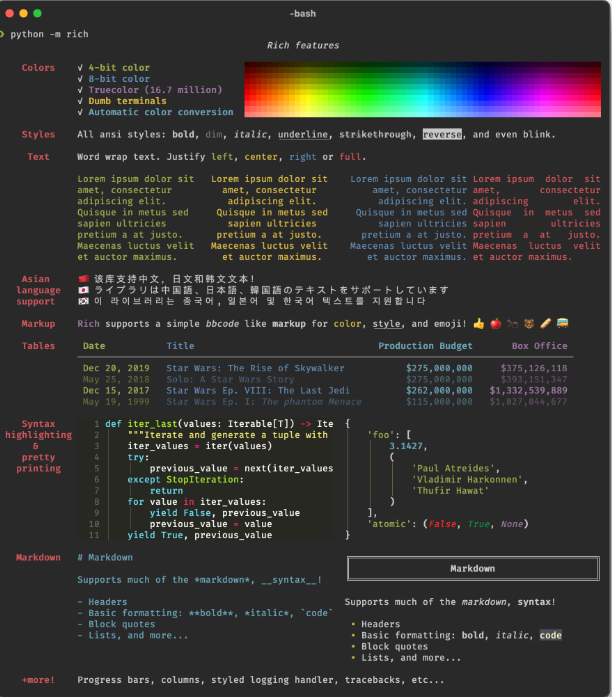 -bash
❯ python -m rich
Rich features
Colors
√ 4-bit color
√ 8-bit color
√ Truecolor (16.7 million)
√ Dumb terminals
√ Automatic color conversion
Styles All ansi styles: bold, dim, italic, underline, strikethrough, reverse, and even blink.
Text Word wrap text. Justify left, center, right or full.
Lorem ipsum dolor sit Lorem ipsum dolor sit Lorem ipsum dolor sit Lorem ipsum dolor sit
amet, consectetur amet, consectetur amet, consectetur amet, consectetur
adipiscing elit. adipiscing elit. adipiscing elit. adipiscing elit.
Quisque in metus sed Quisque in metus sed Quisque in metus sed Quisque in metus sed
sapien ultricies sapien ultricies sapien ultricies sapien ultricies
pretium a at justo. pretium a at justo. pretium a at justo. pretium a at justo.
Maecenas luctus velit Maecenas luctus velit Maecenas luctus velit Maecenas luctus velit
et auctor maximus. et auctor maximus. et auctor maximus. et auctor maximus.
Asian 🇨🇳 该库支持中文，日文和韩文文本！
language 🇯🇵 ライブラリは中国語、日本語、韓国語のテキストをサポートしています
support 🇰🇷 이 라이브러리는 중국어, 일본어 및 한국어 텍스트를 지원합니다
Markup Rich supports a simple bbcode like markup for color, style, and emoji! 👍 🍎 🐜 🐻 🥖 🚌
Tables Date Title Production Budget Box Office
Dec 20, 2019 Star Wars: The Rise of Skywalker $275,000,000 $375,126,118
May 25, 2018 Solo: A Star Wars Story $275,000,000 $393,151,347
Dec 15, 2017 Star Wars Ep. VIII: The Last Jedi $262,000,000 $1,332,539,889
May 19, 1999 Star Wars Ep. I: The phantom Menace $115,000,000 $1,027,044,677
Syntax
highlighting
&
pretty
printing
1 def iter_last(values: Iterable[T]) -> Ite
2 """Iterate and generate a tuple with
3 iter_values = iter(values)
4 try:
5 previous_value = next(iter_values
6 except StopIteration:
7 return
8 for value in iter_values:
9 yield False, previous_value
10 previous_value = value
11 yield True, previous_value
{
'foo': [
3.1427,
(
'Paul Atreides',
'Vladimir Harkonnen',
'Thufir Hawat'
)
],
'atomic': (False, True, None)
}
Markdown
# Markdown
Supports much of the *markdown*, __syntax__!
- Headers
- Basic formatting: **bold**, *italic*, `code`
- Block quotes
- Lists, and more...
Markdown
Supports much of the markdown, syntax!
• Headers
• Basic formatting: bold, italic, code
• Block quotes
• Lists, and more...
+more! Progress bars, columns, styled logging handler, tracebacks, etc...